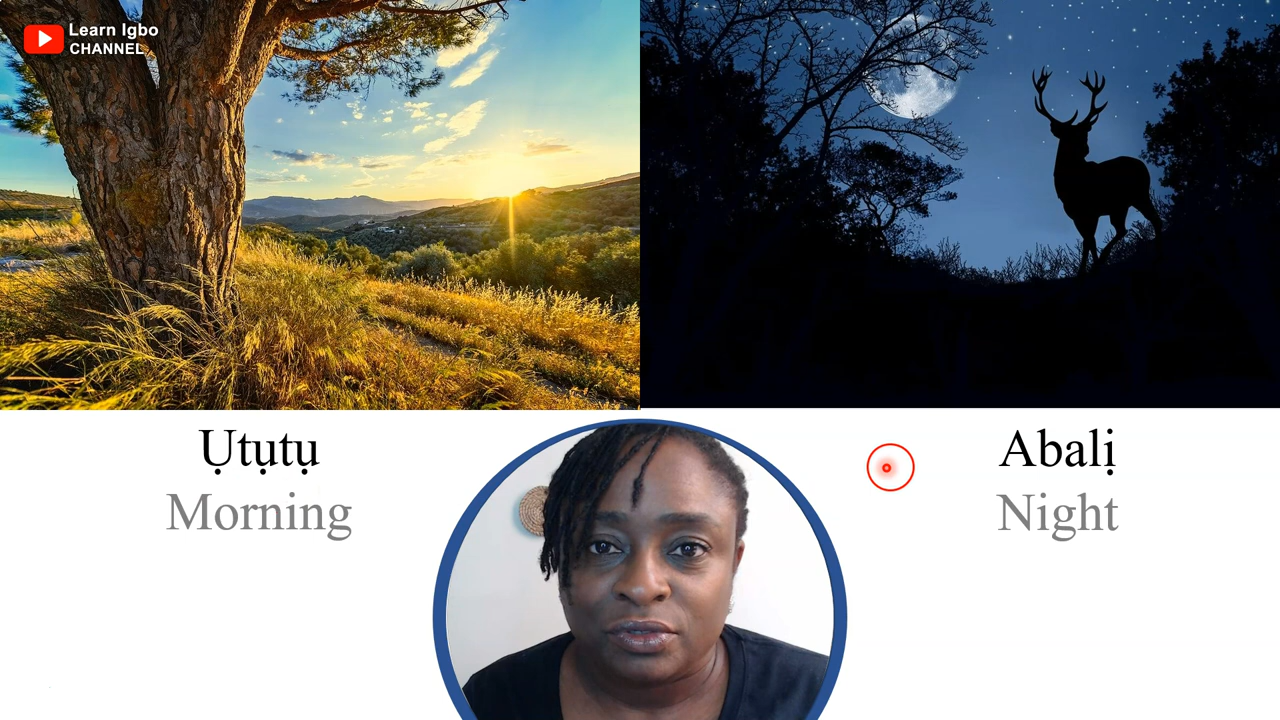 Learn Igbo
CHANNEL
Ụtụtụ
Morning
Abalị
Night